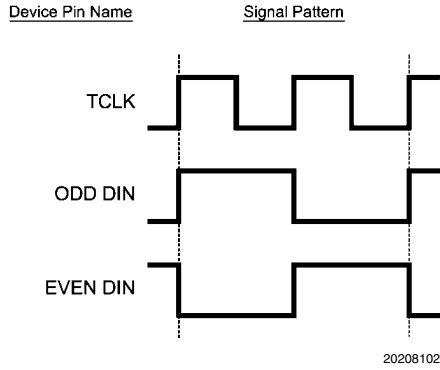 Device Pin Name Signal Pattern
TCLK
ODD DIN
EVEN DIN
20208102